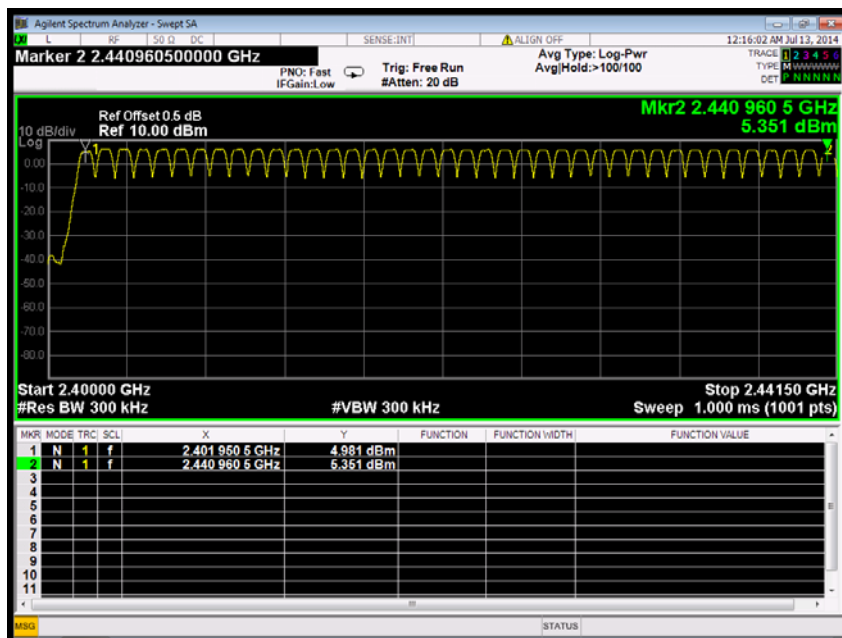 Agilent Spectrum Analyzer - Swept SA
LXI L RF 50 Ω DC SENSE:INT ALIGN OFF 12:16:02 AM Jul 13, 2014
Marker 2 2.440960500000 GHz
PNO: Fast
IFGain:Low
Trig: Free Run
#Atten: 20 dB
Avg Type: Log-Pwr
Avg|Hold:>100/100
TRACE 1 2 3 4 5 6
TYPE M W W W W W
DET P N N N N N
Mkr2 2.440 960 5 GHz
5.351 dBm
Ref Offset 0.5 dB
10 dB/div Ref 10.00 dBm
Log
1
2
0.00
-10.0
-20.0
-30.0
-40.0
-50.0
-60.0
-70.0
-80.0
Start 2.40000 GHz Stop 2.44150 GHz
#Res BW 300 kHz #VBW 300 kHz Sweep 1.000 ms (1001 pts)
MKR MODE TRC SCL X Y FUNCTION FUNCTION WIDTH FUNCTION VALUE
1 N 1 f 2.401 950 5 GHz 4.981 dBm
2 N 1 f 2.440 960 5 GHz 5.351 dBm
3
4
5
6
7
8
9
10
11
MSG STATUS